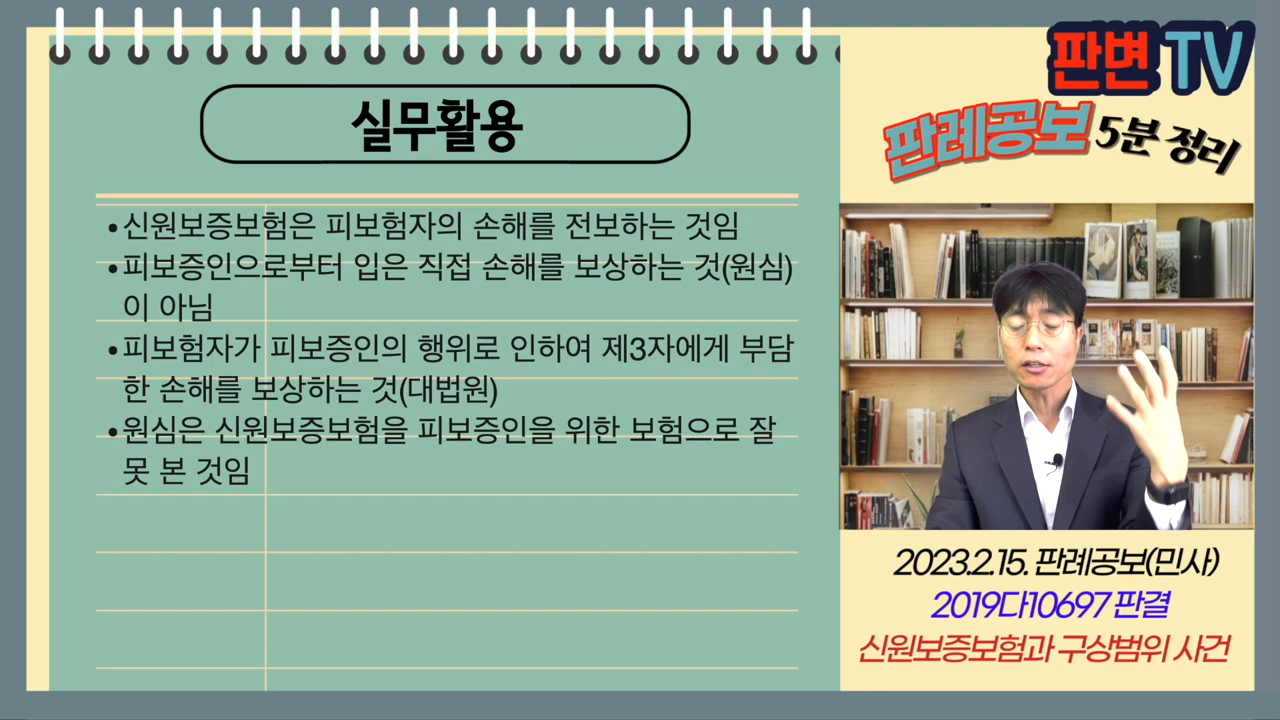 실무활용
•신원보증보험은 피보험자의 손해를 전보하는 것임
•피보증인으로부터 입은 직접 손해를 보상하는 것(원심)
이 아님
•피보험자가 피보증인의 행위로 인하여 제3자에게 부담
한 손해를 보상하는 것(대법원)
•원심은 신원보증보험을 피보증인을 위한 보험으로 잘
못 본 것임
판변 TV
판례공보 5분 정리
2023.2.15. 판례공보(민사)
2019다10697 판결
신원보증보험과 구상범위 사건